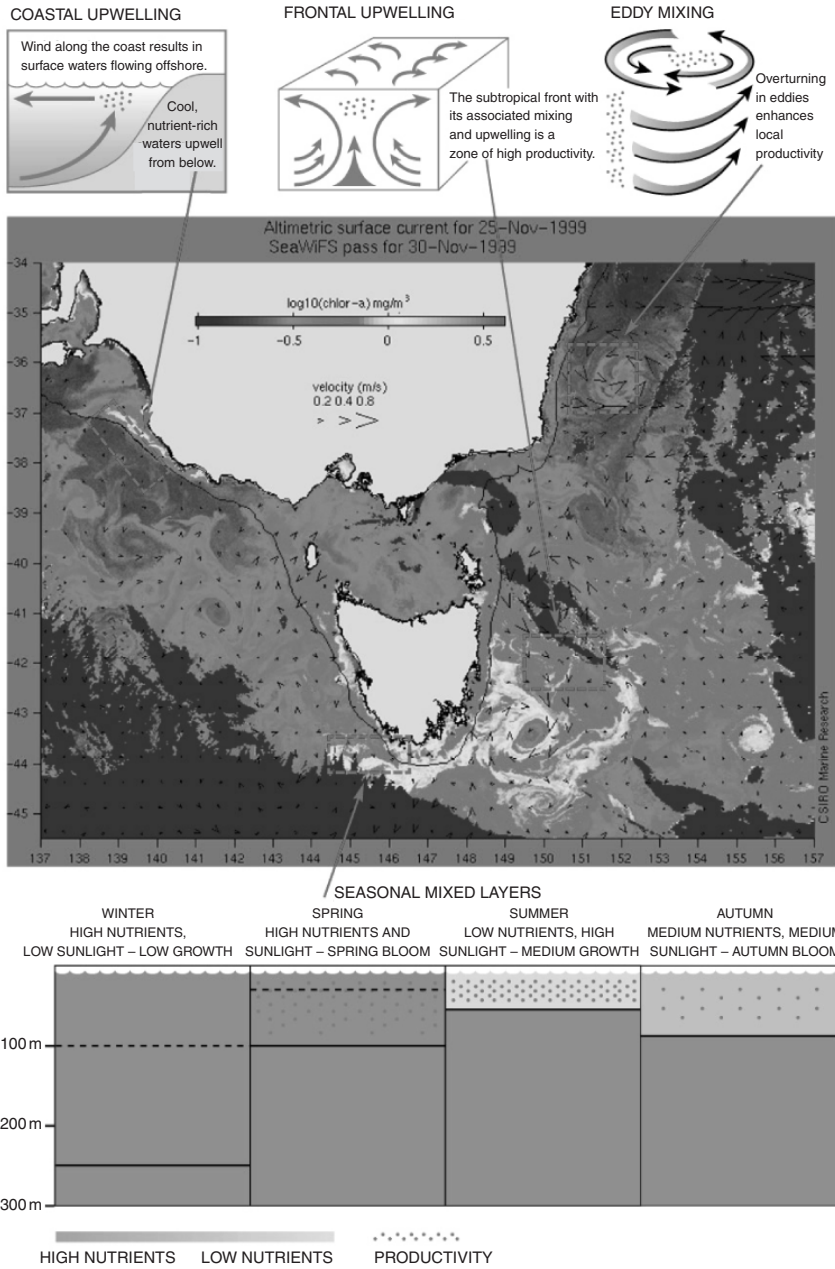 COASTAL UPWELLING
Wind along the coast results in
surface waters flowing offshore.
Cool,
nutrient-rich
waters upwell
from below.
FRONTAL UPWELLING
The subtropical front with
its associated mixing
and upwelling is a
zone of high productivity.
EDDY MIXING
Overturning
in eddies
enhances
local
productivity
Altimetric surface current for 25-Nov-1999
SeaWiFS pass for 30-Nov-1999
log10(chlor-a) mg/m³
-1 -0.5 0 0.5
velocity (m/s)
0.2 0.4 0.8
-34
-35
-36
-37
-38
-39
-40
-41
-42
-43
-44
-45
137 138 139 140 141 142 143 144 145 146 147 148 149 150 151 152 153 154 155 156 157
CSIRO Marine Research
SEASONAL MIXED LAYERS
WINTER
HIGH NUTRIENTS,
LOW SUNLIGHT – LOW GROWTH
SPRING
HIGH NUTRIENTS AND
SUNLIGHT – SPRING BLOOM
SUMMER
LOW NUTRIENTS, HIGH
SUNLIGHT – MEDIUM GROWTH
AUTUMN
MEDIUM NUTRIENTS, MEDIUM
SUNLIGHT – AUTUMN BLOOM
100 m
200 m
300 m
HIGH NUTRIENTS LOW NUTRIENTS PRODUCTIVITY